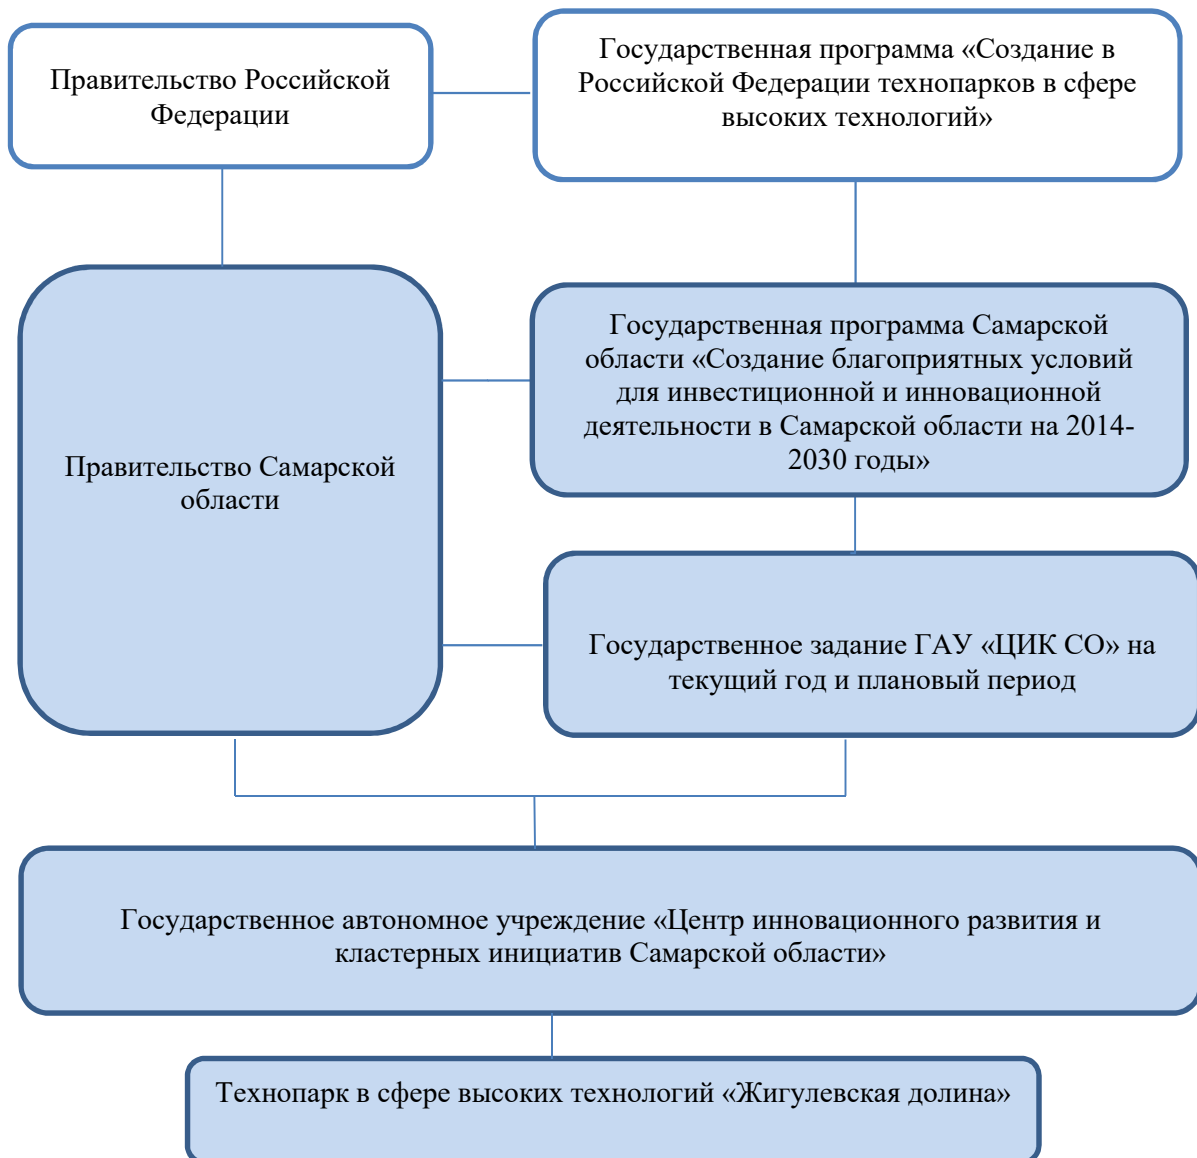 Правительство Российской
Федерации
Государственная программа «Создание в
Российской Федерации технопарков в сфере
высоких технологий»
Правительство Самарской
области
Государственная программа Самарской
области «Создание благоприятных условий
для инвестиционной и инновационной
деятельности в Самарской области на 2014-
2030 годы»
Государственное задание ГАУ «ЦИК СО» на
текущий год и плановый период
Государственное автономное учреждение «Центр инновационного развития и
кластерных инициатив Самарской области»
Технопарк в сфере высоких технологий «Жигулевская долина»